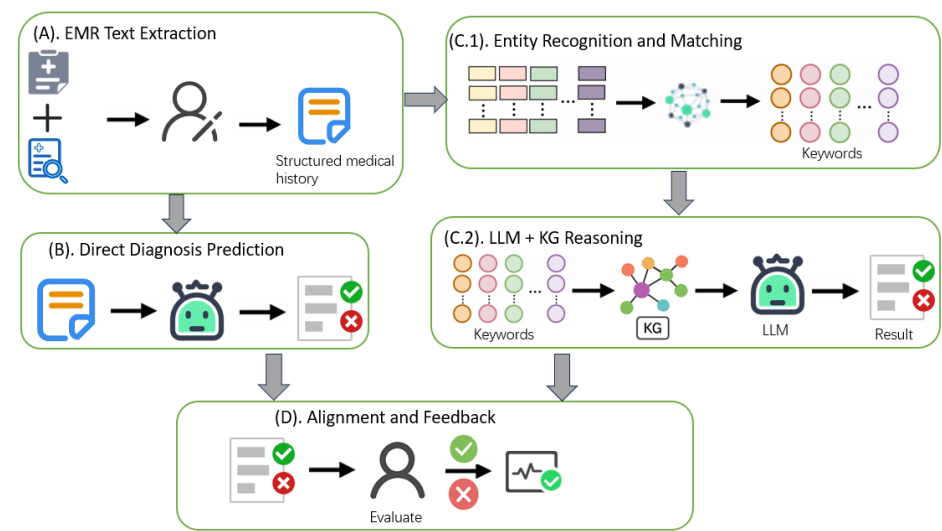 (A). EMR Text Extraction
Structured medical
history
(C.1). Entity Recognition and Matching
Keywords
(B). Direct Diagnosis Prediction
(C.2). LLM + KG Reasoning
Keywords
KG
LLM
Result
(D). Alignment and Feedback
Evaluate